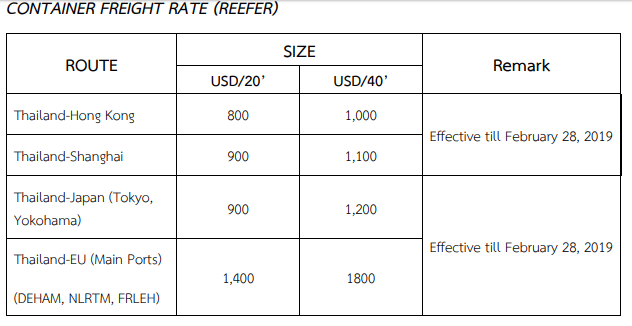 CONTAINER FREIGHT RATE (REEFER)
ROUTE
SIZE
Remark
USD/20’
USD/40’
Thailand-Hong Kong
800
1,000
Effective till February 28, 2019
Thailand-Shanghai
900
1,100
Thailand-Japan (Tokyo,
Yokohama)
900
1,200
Effective till February 28, 2019
Thailand-EU (Main Ports)
(DEHAM, NLRTM, FRLEH)
1,400
1800